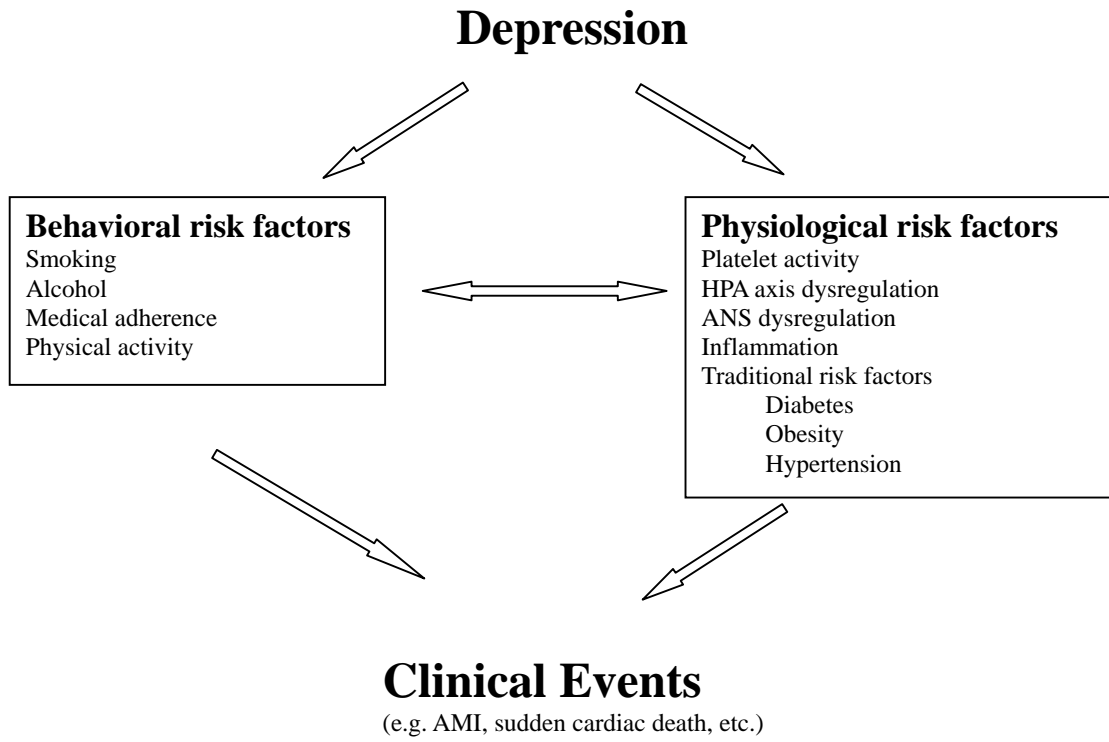 Depression
Behavioral risk factors
Smoking
Alcohol
Medical adherence
Physical activity
Physiological risk factors
Platelet activity
HPA axis dysregulation
ANS dysregulation
Inflammation
Traditional risk factors
Diabetes
Obesity
Hypertension
Clinical Events
(e.g. AMI, sudden cardiac death, etc.)